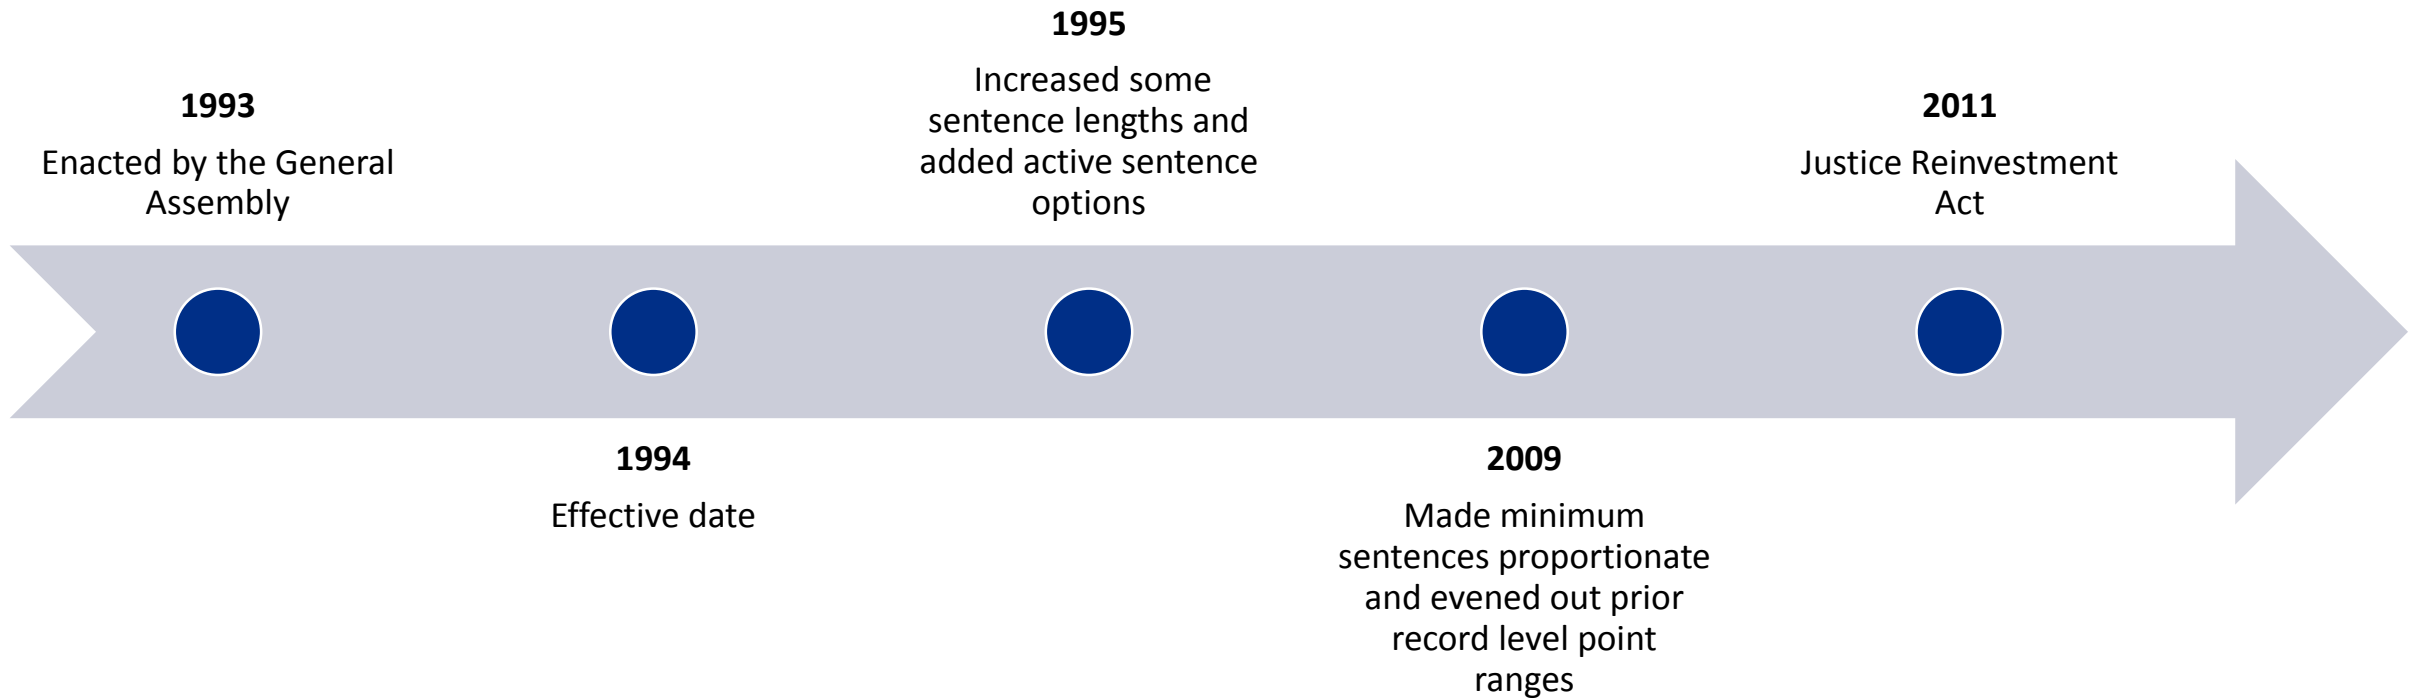 1993
Enacted by the General
Assembly
1994
Effective date
1995
Increased some
sentence lengths and
added active sentence
options
2009
Made minimum
sentences proportionate
and evened out prior
record level point
ranges
2011
Justice Reinvestment
Act